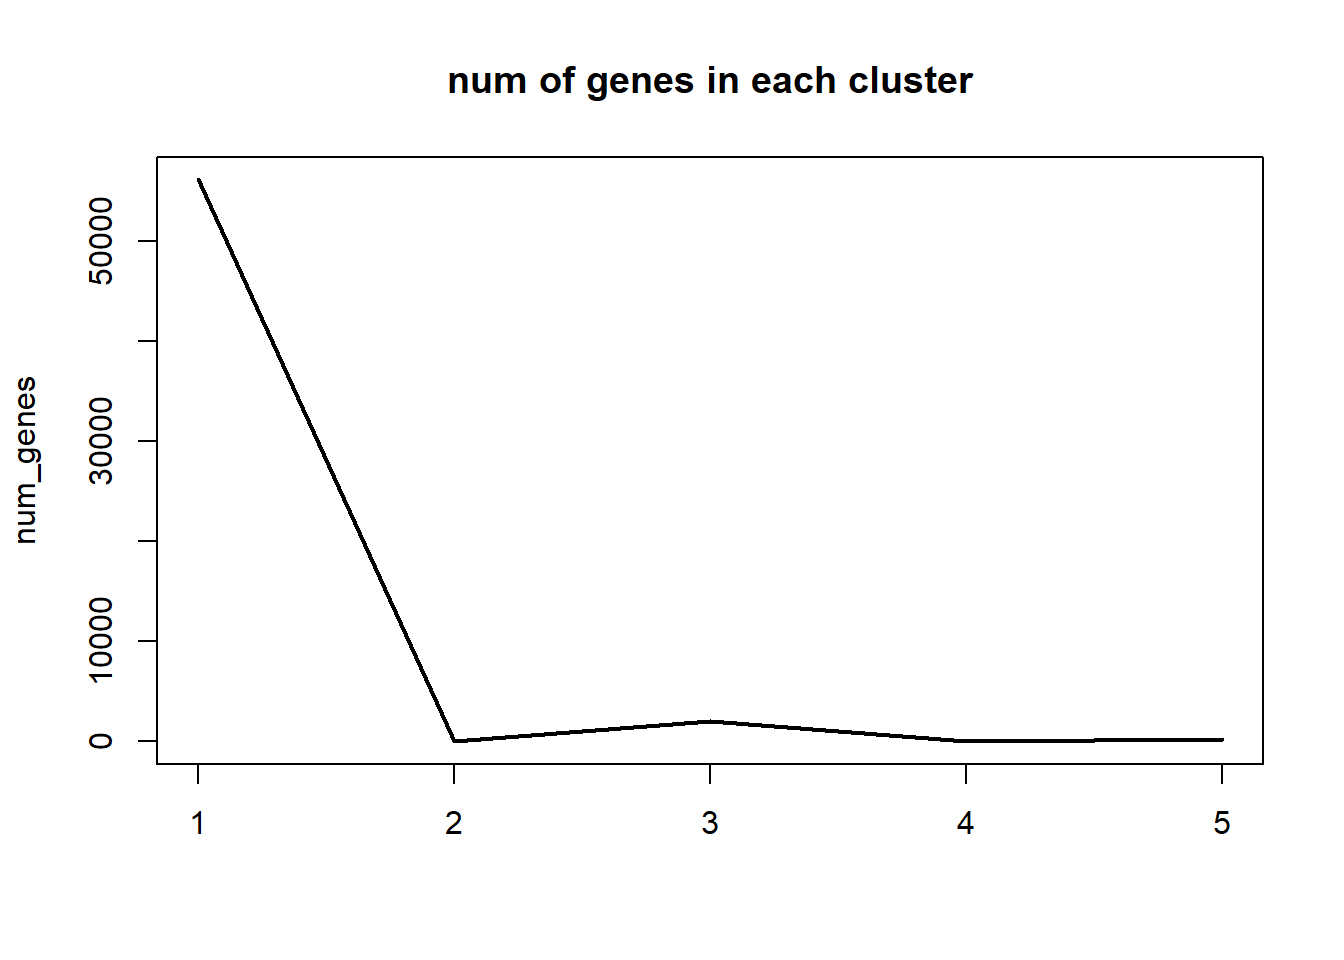 num of genes in each cluster
num_genes
50000
30000
10000
0
1 2 3 4 5